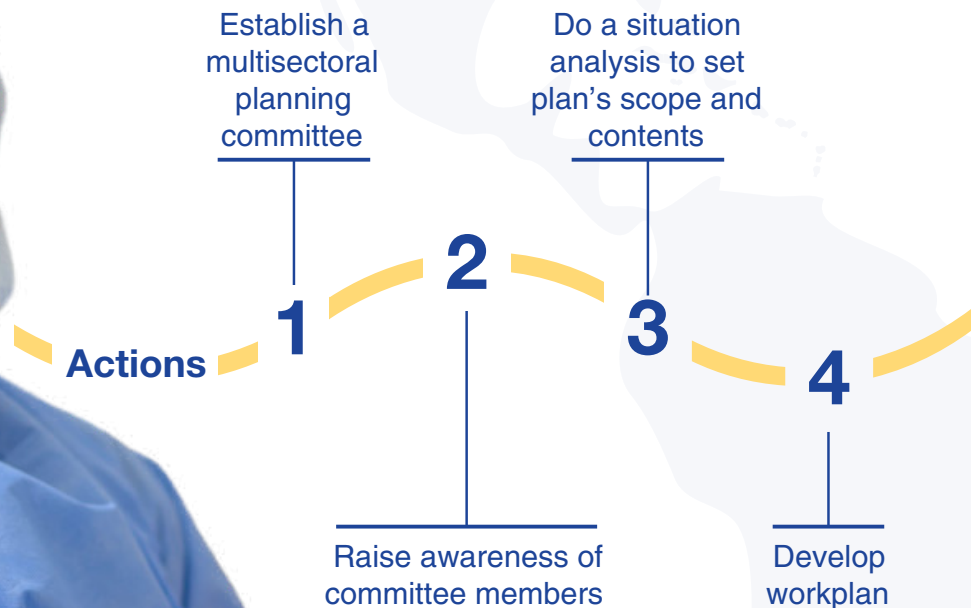 Establish a
multisectoral
planning
committee
Do a situation
analysis to set
plan’s scope and
contents
Actions
1
2
3
4
Raise awareness of
committee members
Develop
workplan